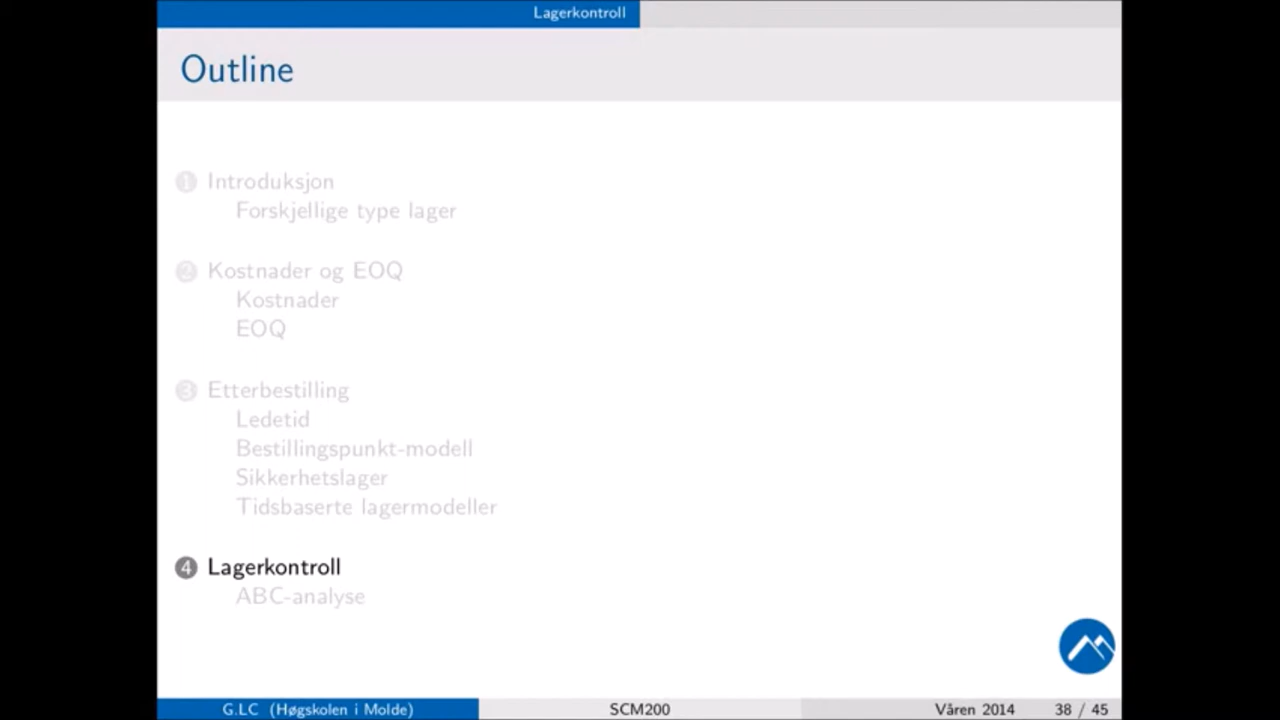 Lagerkontroll
Outline
1 Introduksjon
Forskjellige type lager
2 Kostnader og EOQ
Kostnader
EOQ
3 Etterbestilling
Ledetid
Bestillingspunkt-modell
Sikkerhetslager
Tidsbaserte lagermodeller
4 Lagerkontroll
ABC-analyse
G.LC (Høgskolen i Molde) SCM200 Våren 2014 38 / 45